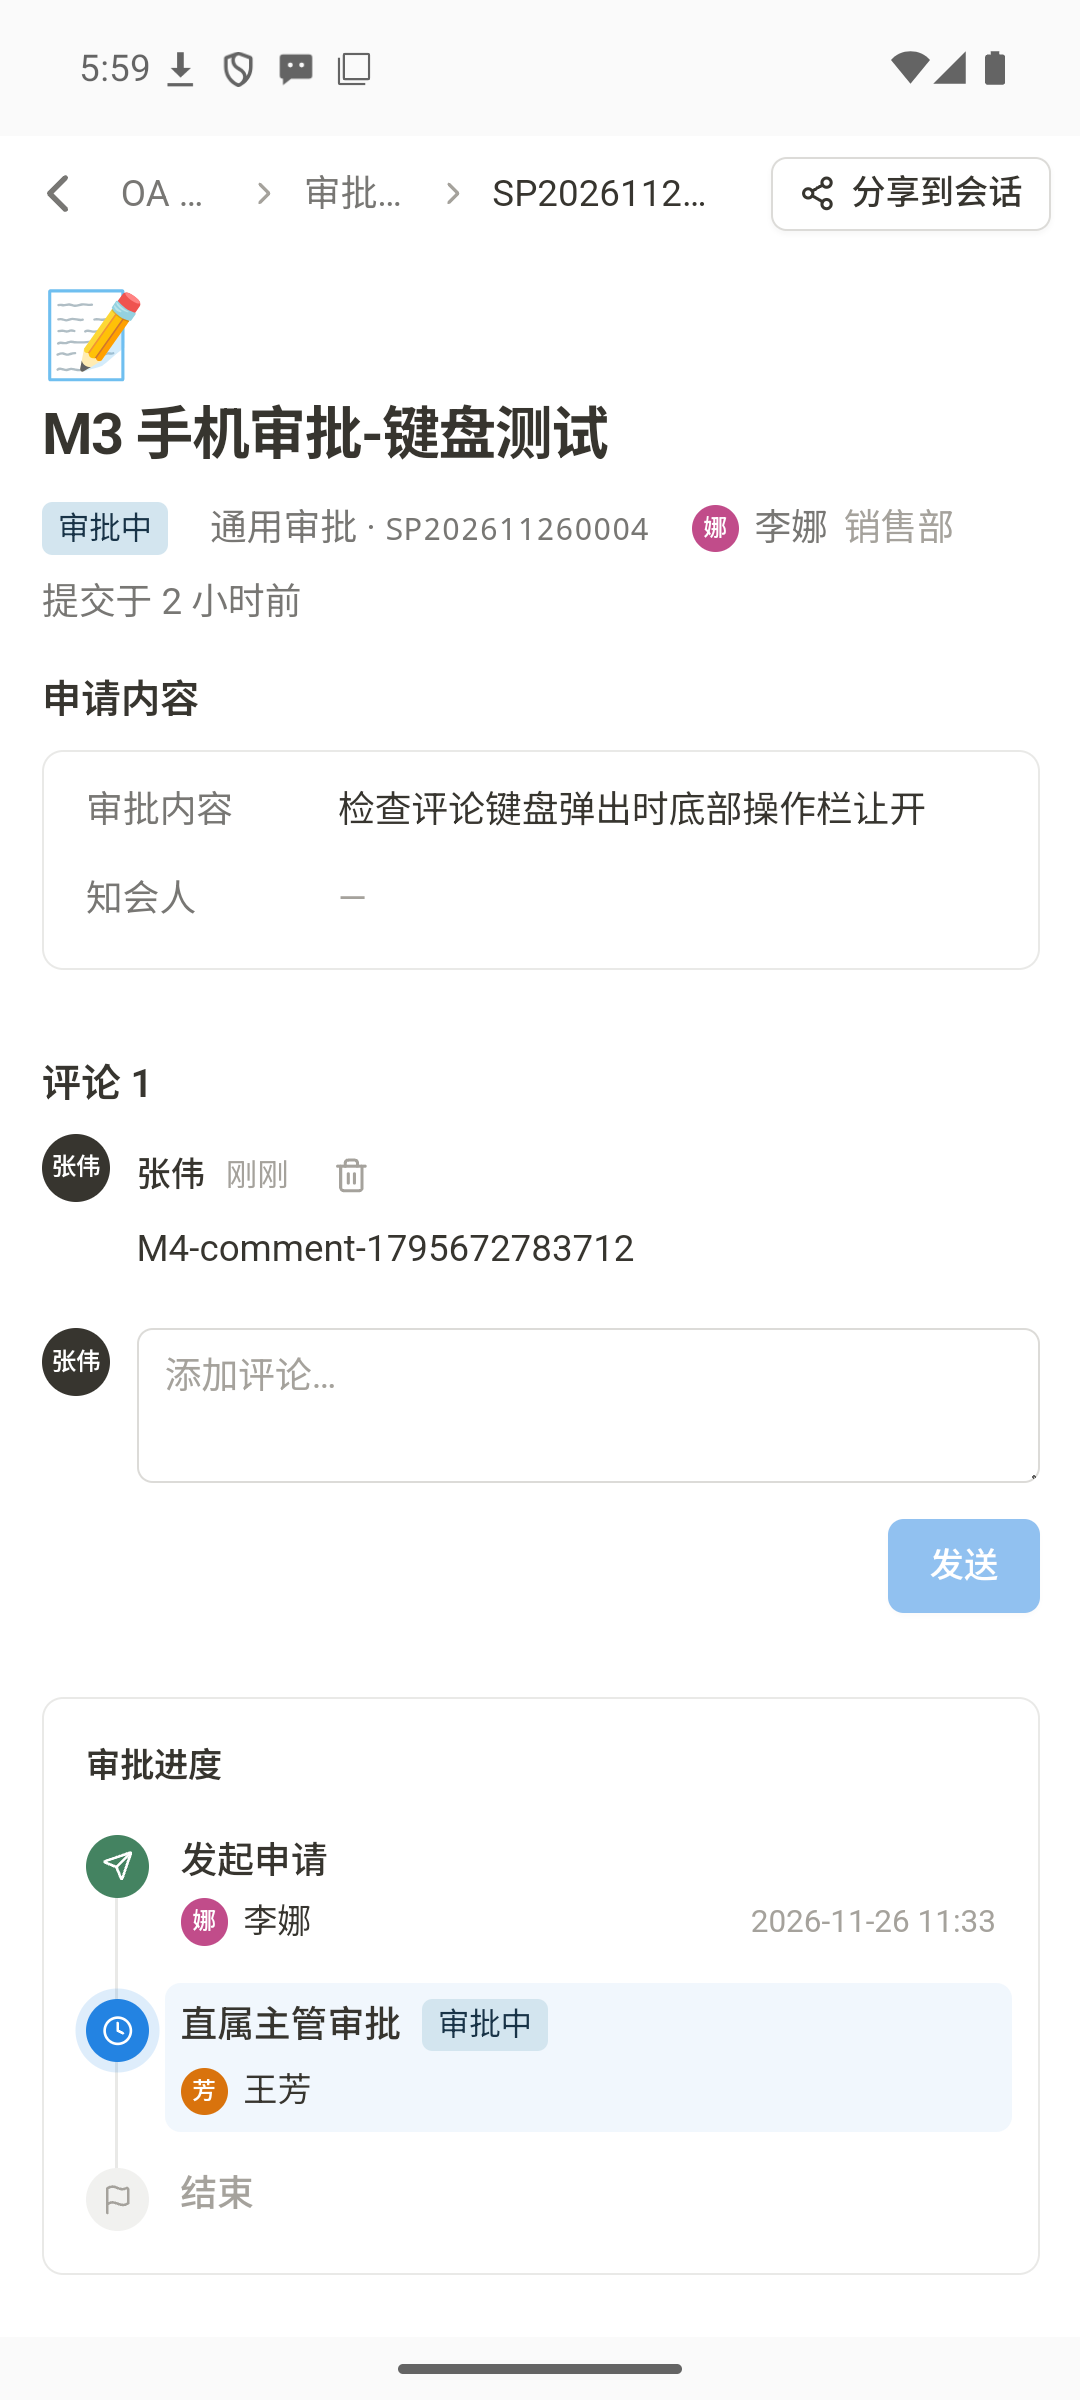 5:59
OA ...
审批...
SP2026112...
分享到会话
M3 手机审批-键盘测试
审批中 通用审批 · SP202611260004 娜 李娜 销售部
提交于 2 小时前
申请内容
审批内容 检查评论键盘弹出时底部操作栏让开
知会人 —
评论 1
张伟 张伟 刚刚
M4-comment-1795672783712
张伟 添加评论...
发送
审批进度
发起申请
娜 李娜 2026-11-26 11:33
直属主管审批 审批中
芳 王芳
结束